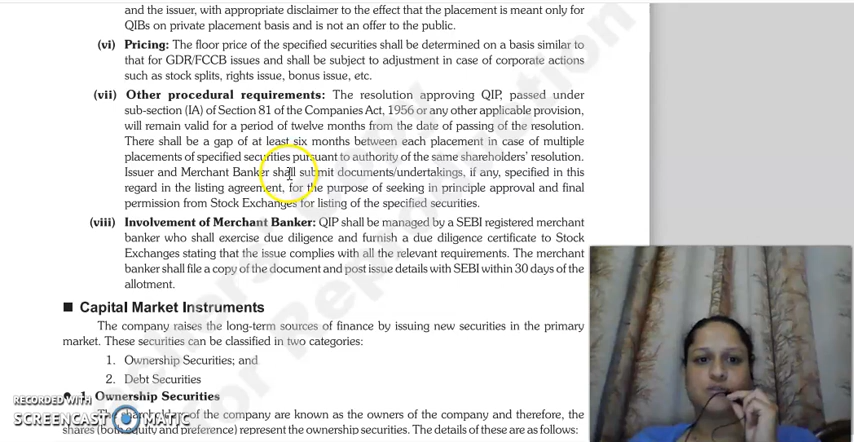 and the issuer, with appropriate disclaimer to the effect that the placement is meant only for
QIBs on private placement basis and is not an offer to the public.
(vi) Pricing: The floor price of the specified securities shall be determined on a basis similar to
that for GDR/FCCB issues and shall be subject to adjustment in case of corporate actions
such as stock splits, rights issue, bonus issue, etc.
(vii) Other procedural requirements: The resolution approving QIP, passed under
sub-section (IA) of Section 81 of the Companies Act, 1956 or any other applicable provision,
will remain valid for a period of twelve months from the date of passing of the resolution.
There shall be a gap of at least six months between each placement in case of multiple
placements of specified securities pursuant to authority of the same shareholders' resolution.
Issuer and Merchant Banker shall submit documents/undertakings, if any, specified in this
regard in the listing agreement, for the purpose of seeking in principle approval and final
permission from Stock Exchanges for listing of the specified securities.
(viii) Involvement of Merchant Banker: QIP shall be managed by a SEBI registered merchant
banker who shall exercise due diligence and furnish a due diligence certificate to Stock
Exchanges stating that the issue complies with all the relevant requirements. The merchant
banker shall file a copy of the document and post issue details with SEBI within 30 days of the
allotment.
■ Capital Market Instruments
The company raises the long-term sources of finance by issuing new securities in the primary
market. These securities can be classified in two categories:
1. Ownership Securities; and
2. Debt Securities
1. Ownership Securities
The shareholders of the company are known as the owners of the company and therefore, the
shares (both equity and preference) represent the ownership securities. The details of these are as follows:
RECORDED WITH
SCREENCAST MATIC
for Reproduction